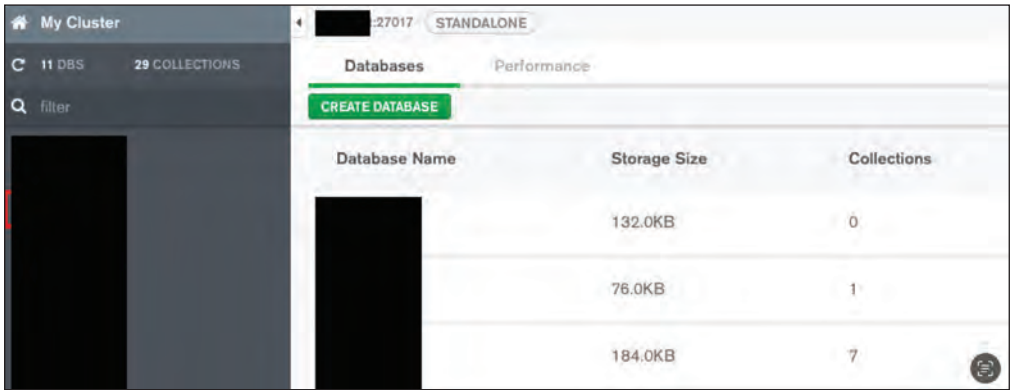 My Cluster
:27017 STANDALONE
11 DBS 29 COLLECTIONS
Databases Performance
filter
CREATE DATABASE
Database Name Storage Size Collections
132.0KB 0
76.0KB 1
184.0KB 7